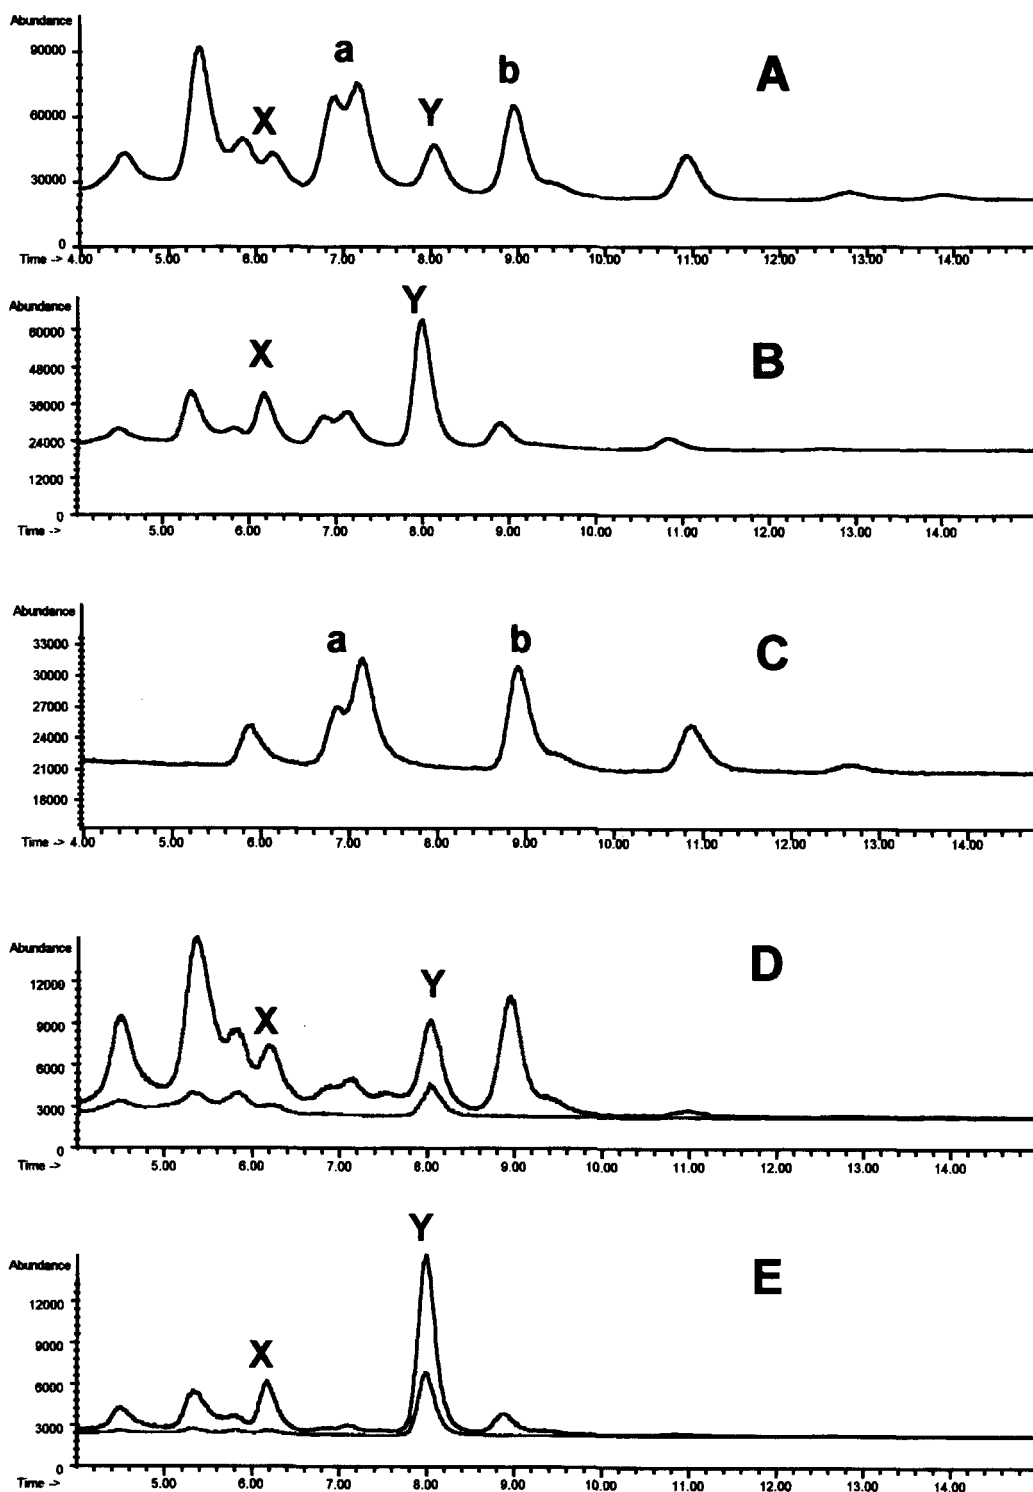 Abundance
90000
60000
30000
0
Time -> 4.00 5.00 6.00 7.00 8.00 9.00 10.00 11.00 12.00 13.00 14.00
X
a
Y
b
A
Abundance
60000
48000
36000
24000
12000
0
Time -> 5.00 6.00 7.00 8.00 9.00 10.00 11.00 12.00 13.00 14.00
X
Y
B
Abundance
33000
30000
27000
24000
21000
18000
Time -> 4.00 5.00 6.00 7.00 8.00 9.00 10.00 11.00 12.00 13.00 14.00
a
b
C
Abundance
12000
9000
6000
3000
0
Time -> 5.00 6.00 7.00 8.00 9.00 10.00 11.00 12.00 13.00 14.00
X
Y
D
Abundance
12000
9000
6000
3000
0
Time -> 5.00 6.00 7.00 8.00 9.00 10.00 11.00 12.00 13.00 14.00
X
Y
E